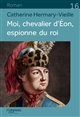 Roman
16
Catherine Hermary-Vieille
Moi, chevalier d'Éon,
espionne du roi